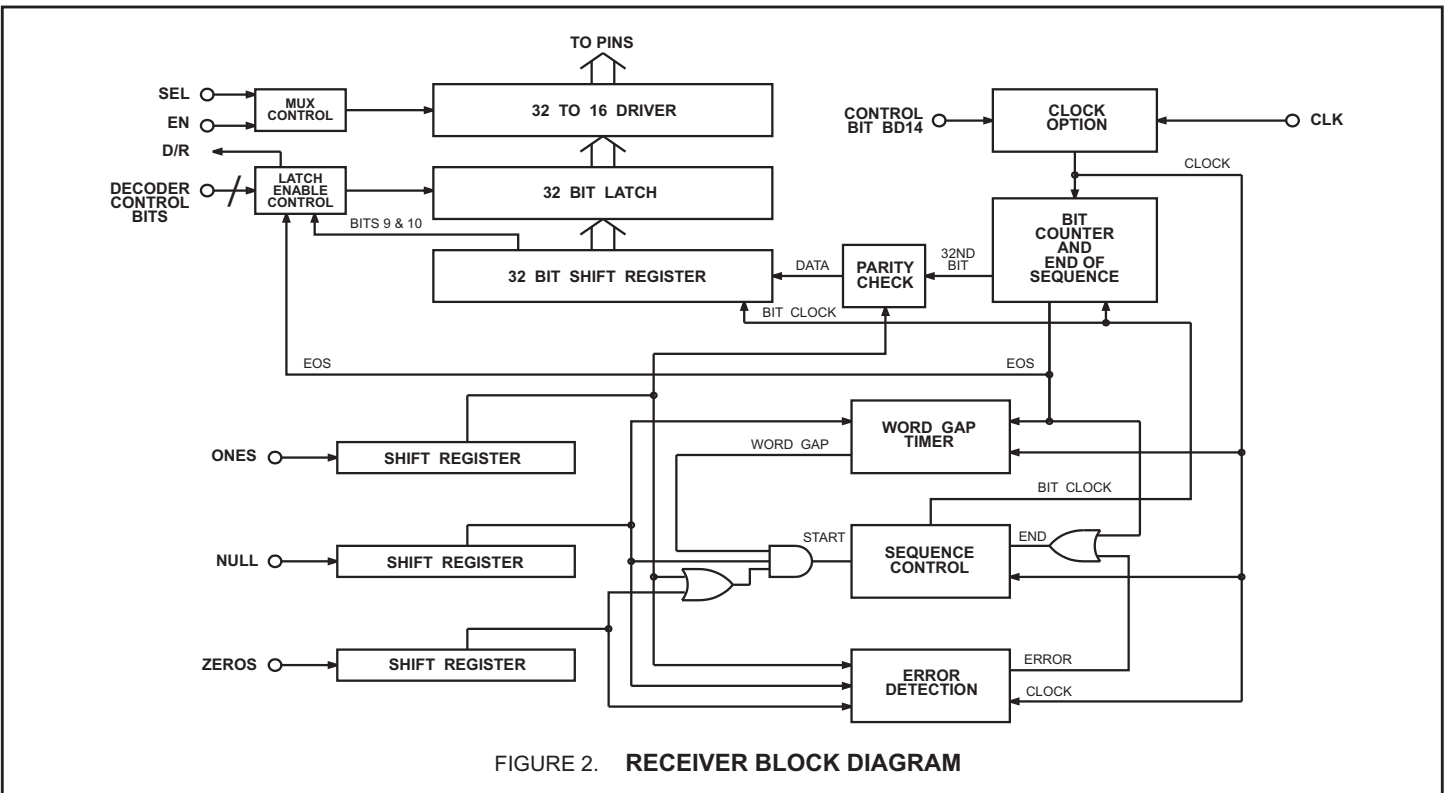 TO PINS
SEL
EN
D/R
DECODER
CONTROL
BITS
MUX
CONTROL
LATCH
ENABLE
CONTROL
32 TO 16 DRIVER
32 BIT LATCH
BITS 9 & 10
32 BIT SHIFT REGISTER
CONTROL
BIT BD14
CLOCK
OPTION
CLK
CLOCK
BIT
COUNTER
AND
END OF
SEQUENCE
32ND
BIT
PARITY
CHECK
DATA
BIT CLOCK
EOS
EOS
ONES
SHIFT REGISTER
WORD GAP
WORD GAP
TIMER
BIT CLOCK
NULL
SHIFT REGISTER
START
SEQUENCE
CONTROL
END
ZEROS
SHIFT REGISTER
ERROR
DETECTION
ERROR
CLOCK
FIGURE 2. RECEIVER BLOCK DIAGRAM